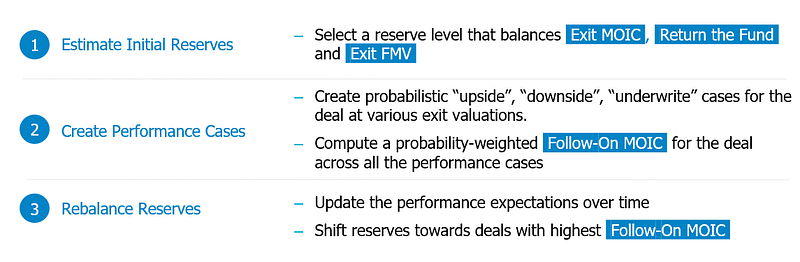 1 Estimate Initial Reserves
– Select a reserve level that balances Exit MOIC, Return the Fund
and Exit FMV
2 Create Performance Cases
– Create probabilistic “upside”, “downside”, “underwrite” cases for the
deal at various exit valuations.
– Compute a probability-weighted Follow-On MOIC for the deal
across all the performance cases
3 Rebalance Reserves
– Update the performance expectations over time
– Shift reserves towards deals with highest Follow-On MOIC